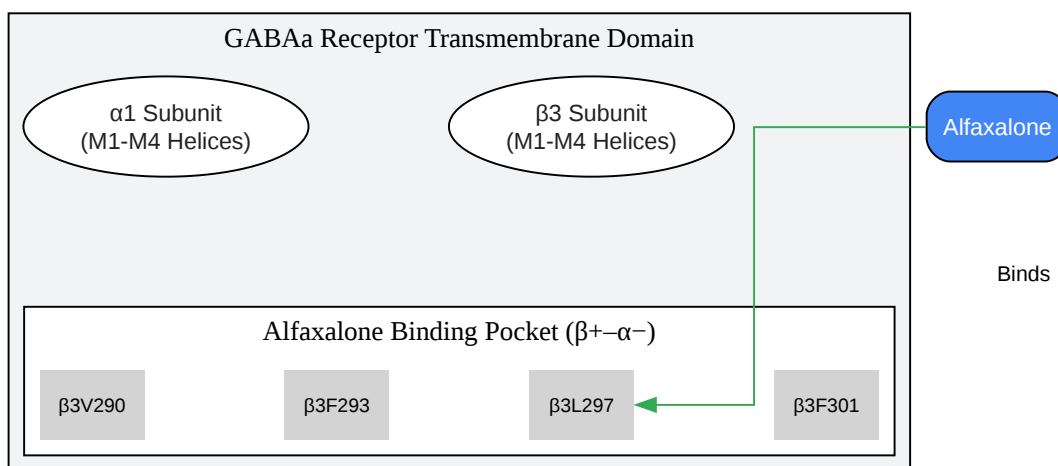 GABAa Receptor Transmembrane Domain
α1 Subunit
(M1-M4 Helices)
β3 Subunit
(M1-M4 Helices)
Alfaxalone
Binds
Alfaxalone Binding Pocket (β+–α−)
β3V290
β3F293
β3L297
β3F301